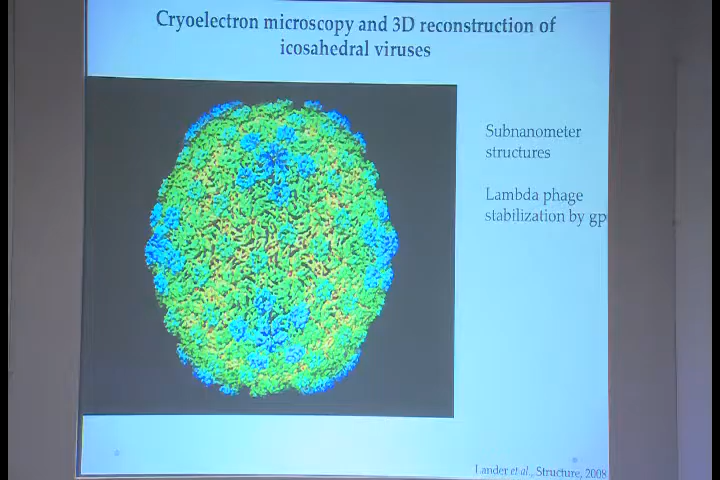 Cryoelectron microscopy and 3D reconstruction of
icosahedral viruses
Subnanometer
structures
Lambda phage
stabilization by gp
Lander et al., Structure, 2008